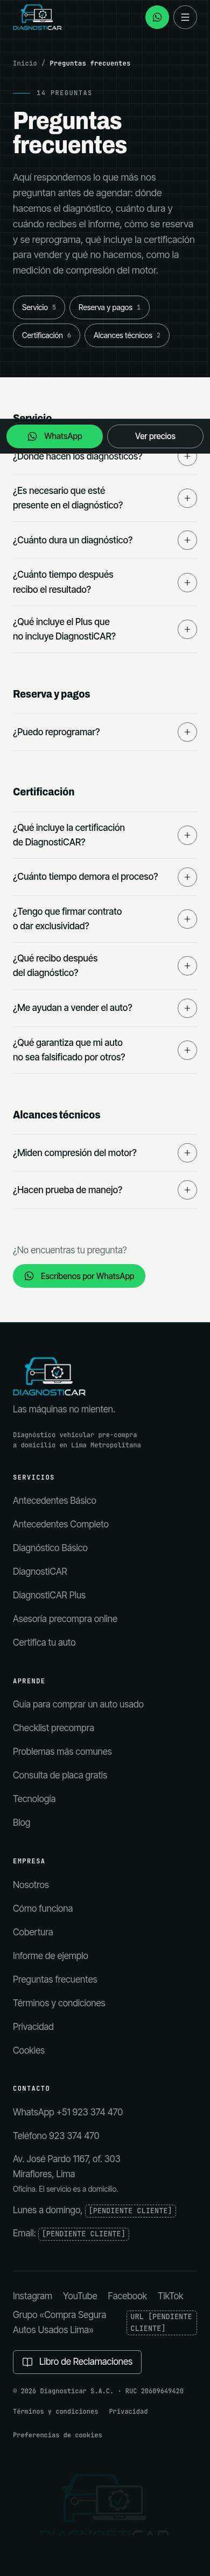 DIAGNOSTICAR
Inicio / Preguntas frecuentes
14 PREGUNTAS
Preguntas
frecuentes
Aquí respondemos lo que más nos
preguntan antes de agendar: dónde
hacemos el diagnóstico, cuánto dura y
cuándo recibes el informe, cómo se reserva
y se reprograma, qué incluye la certificación
para vender y qué no hacemos, como la
medición de compresión del motor.
Servicio 5
Reserva y pagos 1
Certificación 6
Alcances técnicos 2
Servicio
WhatsApp
Ver precios
¿Dónde hacen los diagnósticos?
¿Es necesario que esté
presente en el diagnóstico?
¿Cuánto dura un diagnóstico?
¿Cuánto tiempo después
recibo el resultado?
¿Qué incluye el Plus que
no incluye DiagnostiCAR?
Reserva y pagos
¿Puedo reprogramar?
Certificación
¿Qué incluye la certificación
de DiagnostiCAR?
¿Cuánto tiempo demora el proceso?
¿Tengo que firmar contrato
o dar exclusividad?
¿Qué recibo después
del diagnóstico?
¿Me ayudan a vender el auto?
¿Qué garantiza que mi auto
no sea falsificado por otros?
Alcances técnicos
¿Miden compresión del motor?
¿Hacen prueba de manejo?
¿No encuentras tu pregunta?
Escríbenos por WhatsApp
DIAGNOSTICAR
Las máquinas no mienten.
Diagnóstico vehicular pre-compra
a domicilio en Lima Metropolitana
SERVICIOS
Antecedentes Básico
Antecedentes Completo
Diagnóstico Básico
DiagnostiCAR
DiagnostiCAR Plus
Asesoría precompra online
Certifica tu auto
APRENDE
Guía para comprar un auto usado
Checklist precompra
Problemas más comunes
Consulta de placa gratis
Tecnología
Blog
EMPRESA
Nosotros
Cómo funciona
Cobertura
Informe de ejemplo
Preguntas frecuentes
Términos y condiciones
Privacidad
Cookies
CONTACTO
WhatsApp +51 923 374 470
Teléfono 923 374 470
Av. José Pardo 1167, of. 303
Miraflores, Lima
Oficina. El servicio es a domicilio.
Lunes a domingo, [PENDIENTE CLIENTE]
Email: [PENDIENTE CLIENTE]
Instagram YouTube Facebook TikTok
Grupo «Compra Segura
Autos Usados Lima»
URL [PENDIENTE
CLIENTE]
Libro de Reclamaciones
© 2026 Diagnosticar S.A.C. · RUC 20609649420
Términos y condiciones Privacidad
Preferencias de cookies
DIAGNOSTICAR